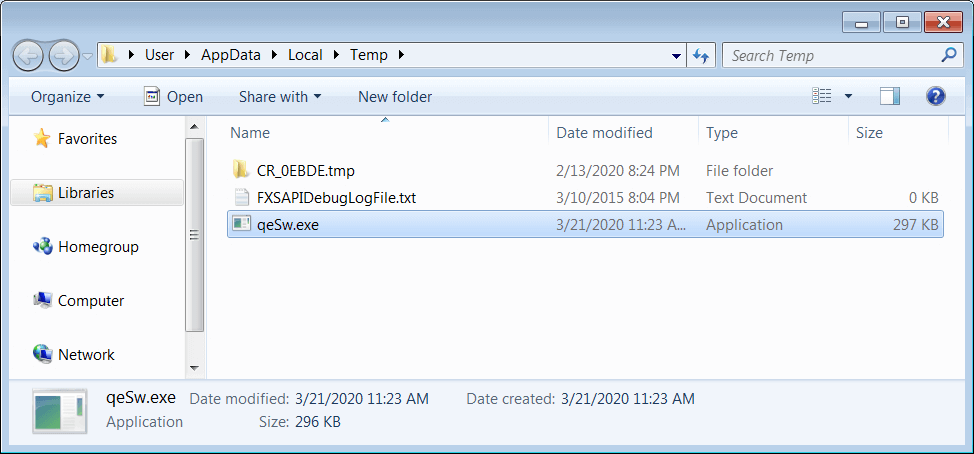 User AppData Local Temp Search Temp
Organize Open Share with New folder ?
Name Date modified Type Size
Favorites
CR_0EBDE.tmp 2/13/2020 8:24 PM File folder
Libraries
FXSAPIDebugLogFile.txt 3/10/2015 8:04 PM Text Document 0 KB
qeSw.exe 3/21/2020 11:23 A... Application 297 KB
Homegroup
Computer
Network
qeSw.exe Date modified: 3/21/2020 11:23 AM Date created: 3/21/2020 11:23 AM
Application Size: 296 KB